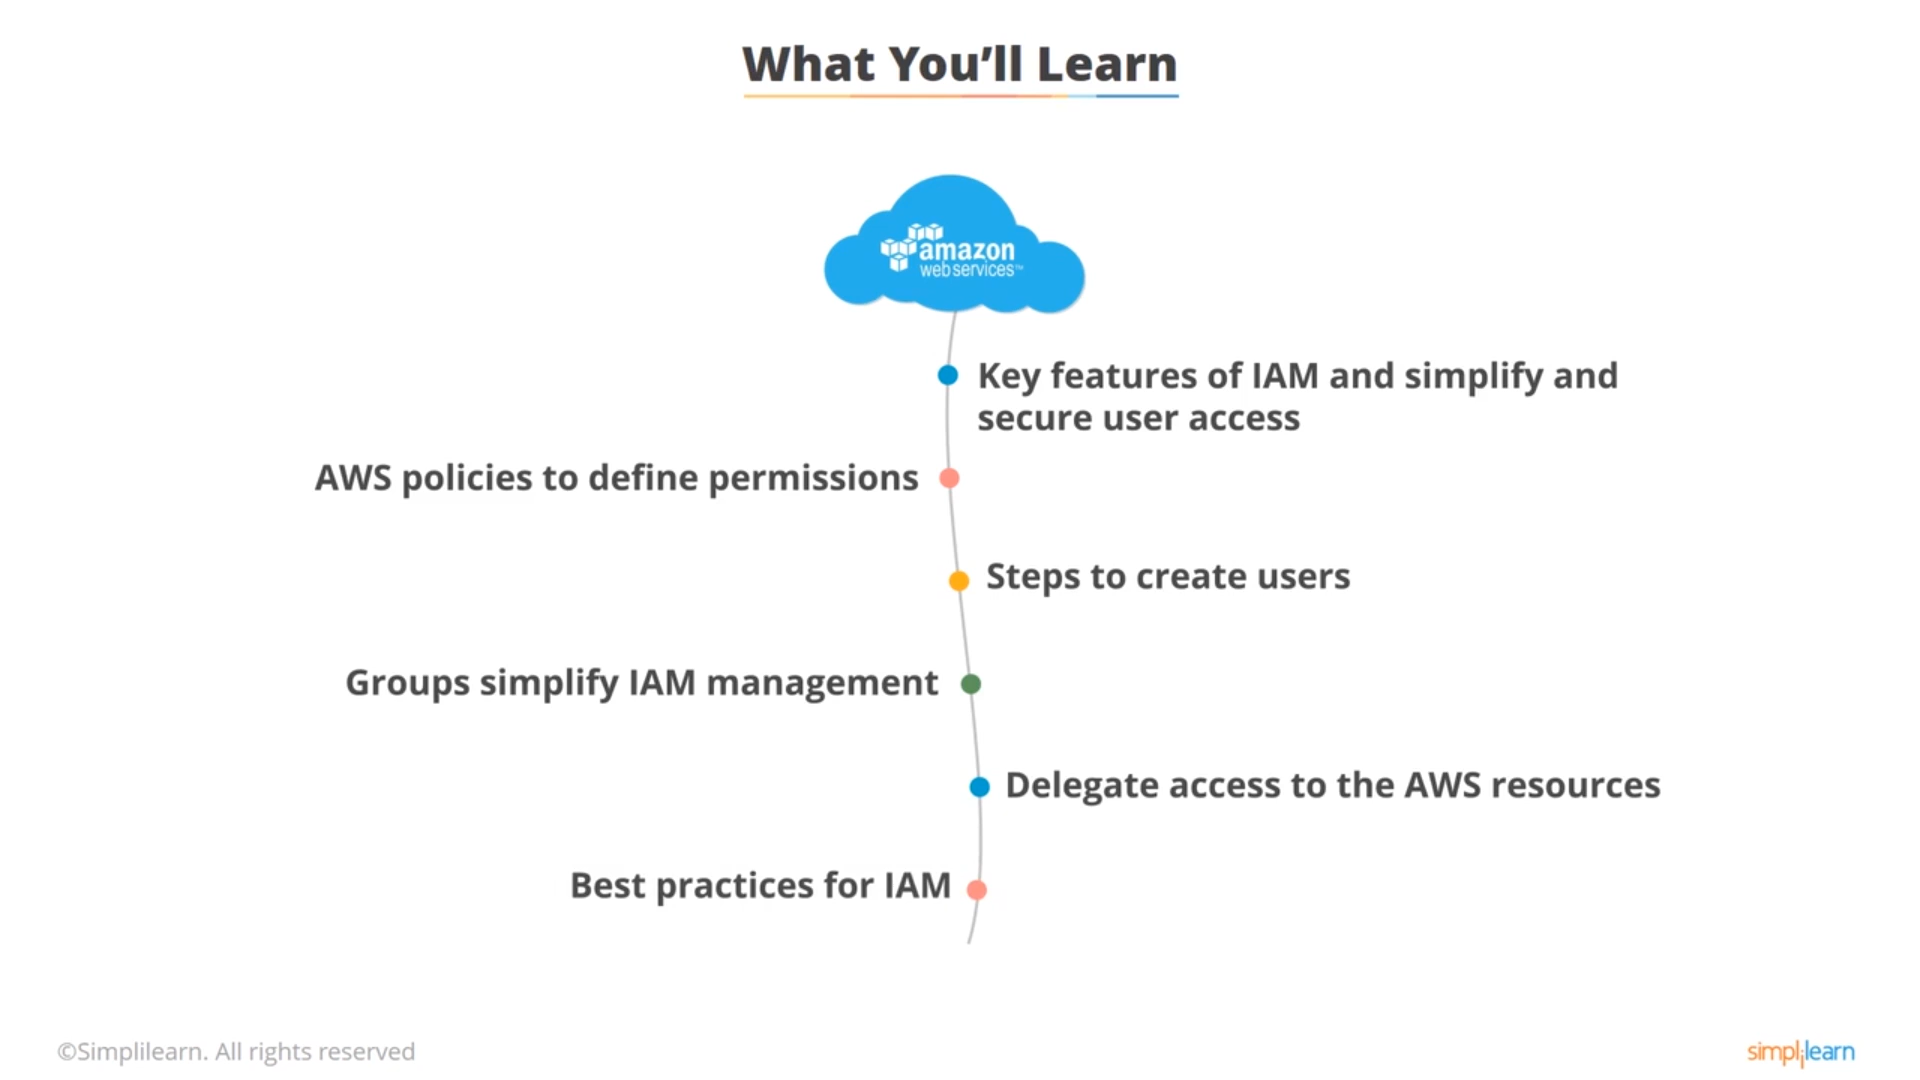 What You’ll Learn
amazon
web services™
Key features of IAM and simplify and
secure user access
AWS policies to define permissions
Steps to create users
Groups simplify IAM management
Delegate access to the AWS resources
Best practices for IAM
©Simplilearn. All rights reserved
simplilearn